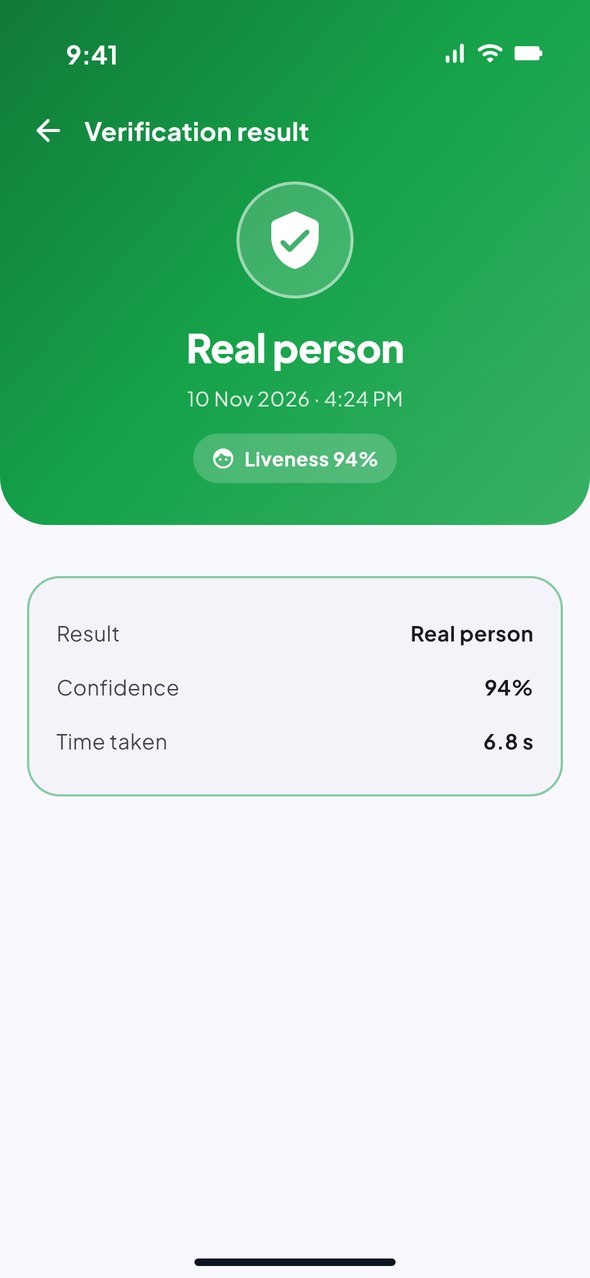 9:41
Verification result
Real person
10 Nov 2026 · 4:24 PM
Liveness 94%
Result Real person
Confidence 94%
Time taken 6.8 s